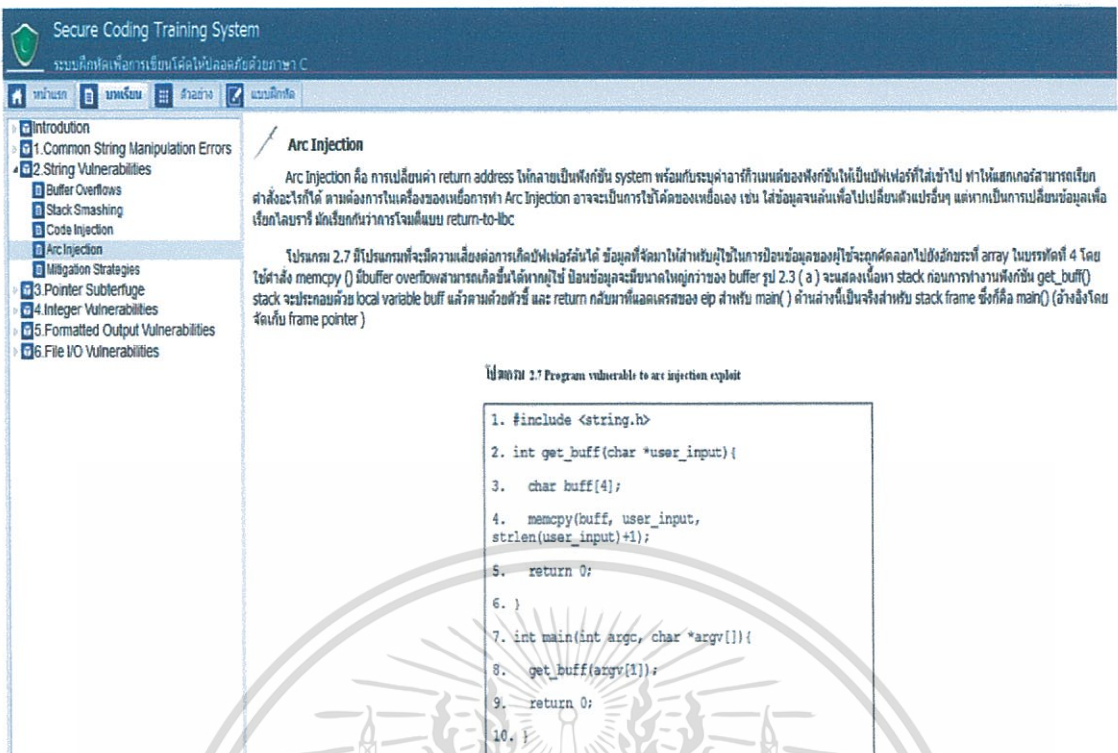 Secure Coding Training System
ระบบฝึกหัดเพื่อการเขียนโค้ดให้ปลอดภัยด้วยภาษา C
หน้าแรก บทเรียน ตัวอย่าง แบบฝึกหัด
Introdution
1.Common String Manipulation Errors
2.String Vulnerabilities
Buffer Overflows
Stack Smashing
Code Injection
Arc Injection
Mitigation Strategies
3.Pointer Subterfuge
4.Integer Vulnerabilities
5.Formatted Output Vulnerabilities
6.File I/O Vulnerabilities
Arc Injection
Arc Injection คือ การเปลี่ยนค่า return address ให้กลายเป็นฟังก์ชัน system พร้อมกับระบุค่าอาร์กิวเมนต์ของฟังก์ชันให้เป็นบัฟเฟอร์ที่ใส่เข้าไป ทำให้แฮกเกอร์สามารถเรียก
คำสั่งอะไรก็ได้ ตามต้องการในเครื่องของเหยื่อการทำ Arc Injection อาจจะเป็นการใช้โค้ดของเหยื่อเอง เช่น ใส่ข้อมูลจนล้นเพื่อไปเปลี่ยนตัวแปรอื่นๆ แต่หากเป็นการเปลี่ยนข้อมูลเพื่อ
เรียกไลบรารี มักเรียกกันว่าการโจมตีแบบ return-to-libc
โปรแกรม 2.7 มีโปรแกรมที่จะมีความเสี่ยงต่อการเกิดบัฟเฟอร์ล้นได้ ข้อมูลที่จัดมาให้สำหรับผู้ใช้ในการป้อนข้อมูลของผู้ใช้จะถูกคัดลอกไปยังอักขระที่ array ในบรรทัดที่ 4 โดย
ใช้คำสั่ง memcpy () มีbuffer overflowสามารถเกิดขึ้นได้หากผู้ใช้ ป้อนข้อมูลจะมีขนาดใหญ่กว่าของ buffer รูป 2.3 ( a ) จะแสดงเนื้อหา stack ก่อนการทำงานฟังก์ชัน get_buff()
stack จะประกอบด้วย local variable buff แล้วตามด้วยตัวชี้ และ return กลับมาที่แอดเดรสของ eip สำหรับ main( ) ด้านล่างนี้เป็นจริงสำหรับ stack frame ซึ่งก็คือ main() (อ้างอิงโดย
จัดเก็บ frame pointer )
โปรแกรม 2.7 Program vulnerable to arc injection exploit
1. #include <string.h>
2. int get_buff(char *user_input){
3. char buff[4];
4. memcpy(buff, user_input,
strlen(user_input)+1);
5. return 0;
6. }
7. int main(int argc, char *argv[]){
8. get_buff(argv[1]);
9. return 0;
10. }